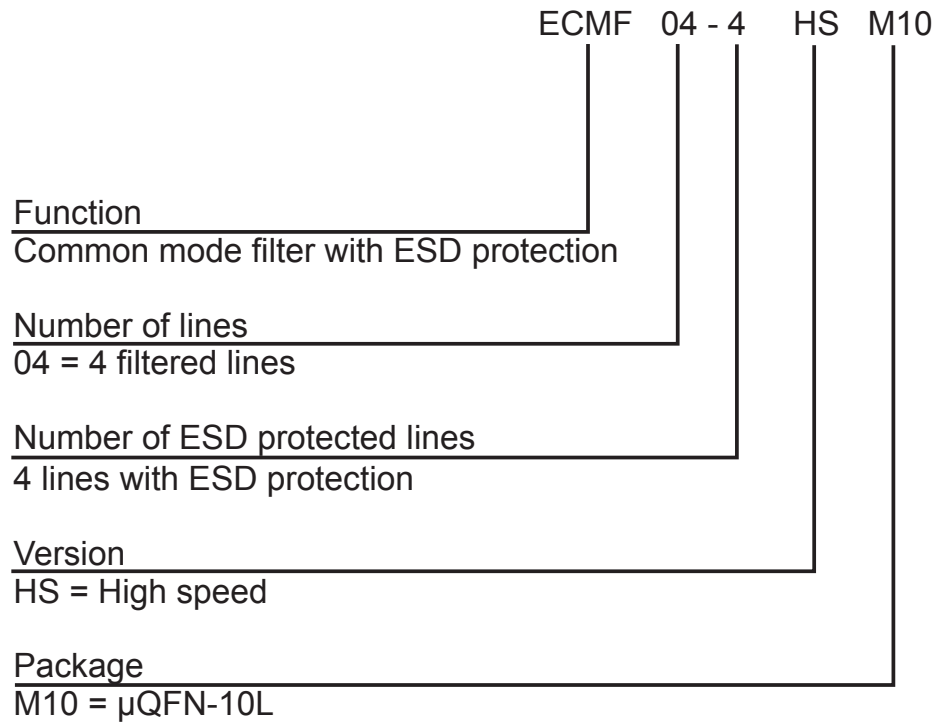 ECMF 04 - 4 HS M10
Function
Common mode filter with ESD protection
Number of lines
04 = 4 filtered lines
Number of ESD protected lines
4 lines with ESD protection
Version
HS = High speed
Package
M10 = µQFN-10L